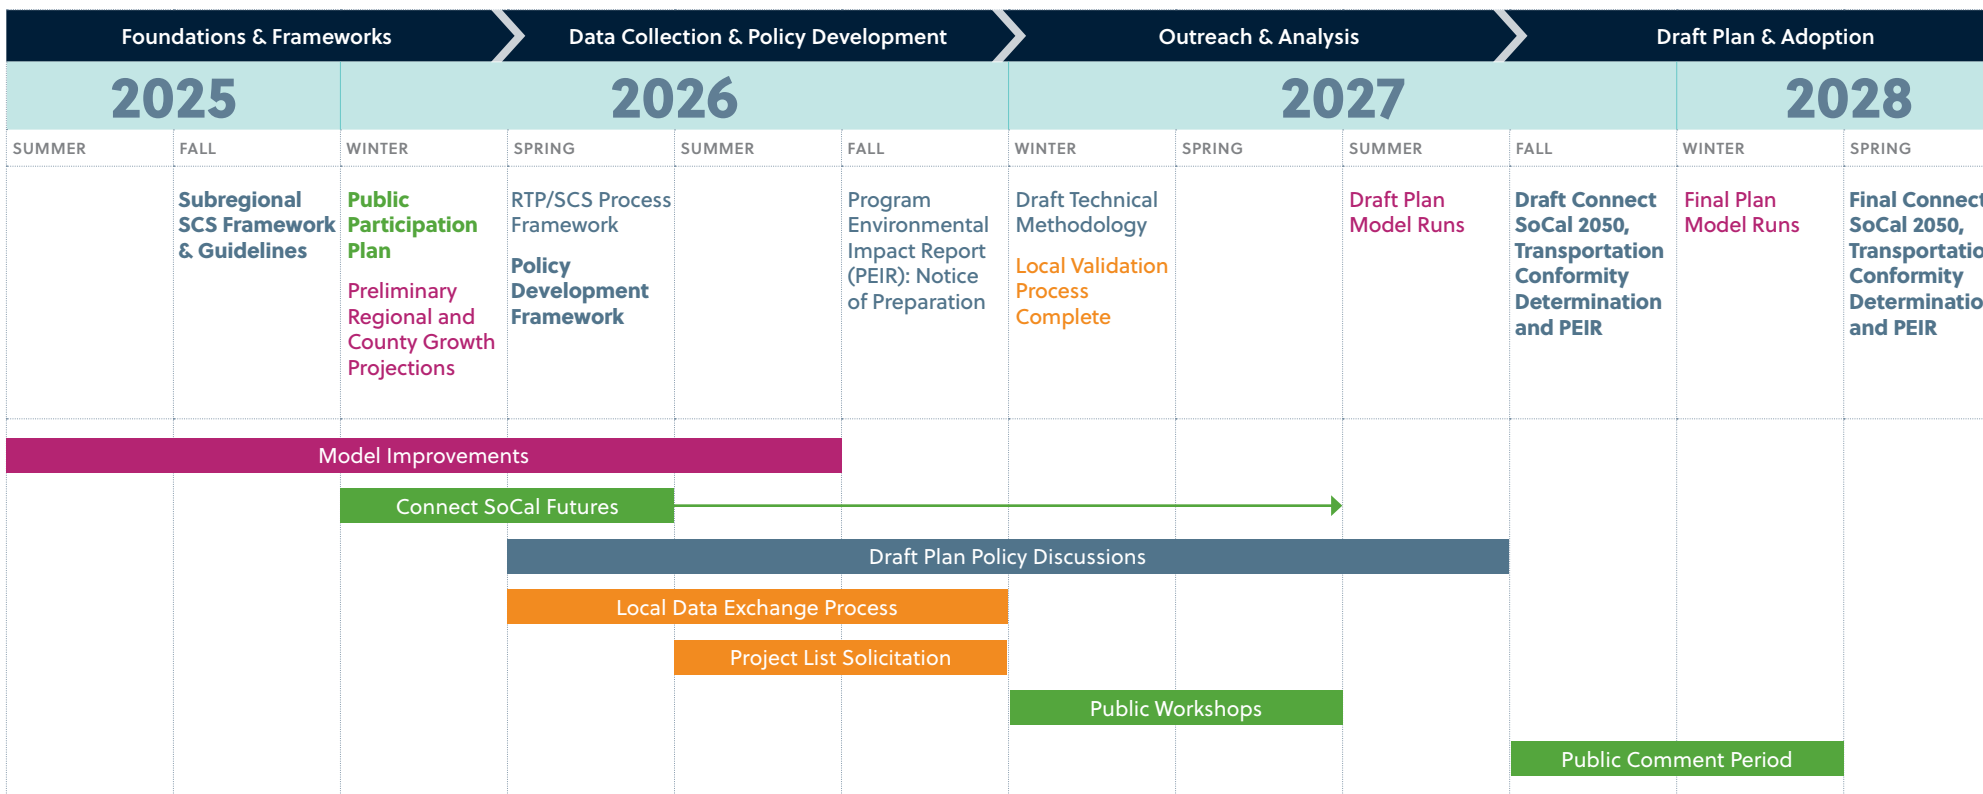 Foundations & Frameworks
Data Collection & Policy Development
Outreach & Analysis
Draft Plan & Adoption
2025
2026
2027
2028
SUMMER
FALL
WINTER
SPRING
SUMMER
FALL
WINTER
SPRING
SUMMER
FALL
WINTER
SPRING
Subregional
SCS Framework
& Guidelines
Public
Participation
Plan
Preliminary
Regional and
County Growth
Projections
RTP/SCS Process
Framework
Policy
Development
Framework
Program
Environmental
Impact Report
(PEIR): Notice
of Preparation
Draft Technical
Methodology
Local Validation
Process
Complete
Draft Plan
Model Runs
Draft Connect
SoCal 2050,
Transportation
Conformity
Determination
and PEIR
Final Plan
Model Runs
Final Connect
SoCal 2050,
Transportatio
Conformity
Determinatio
and PEIR
Model Improvements
Connect SoCal Futures
Draft Plan Policy Discussions
Local Data Exchange Process
Project List Solicitation
Public Workshops
Public Comment Period